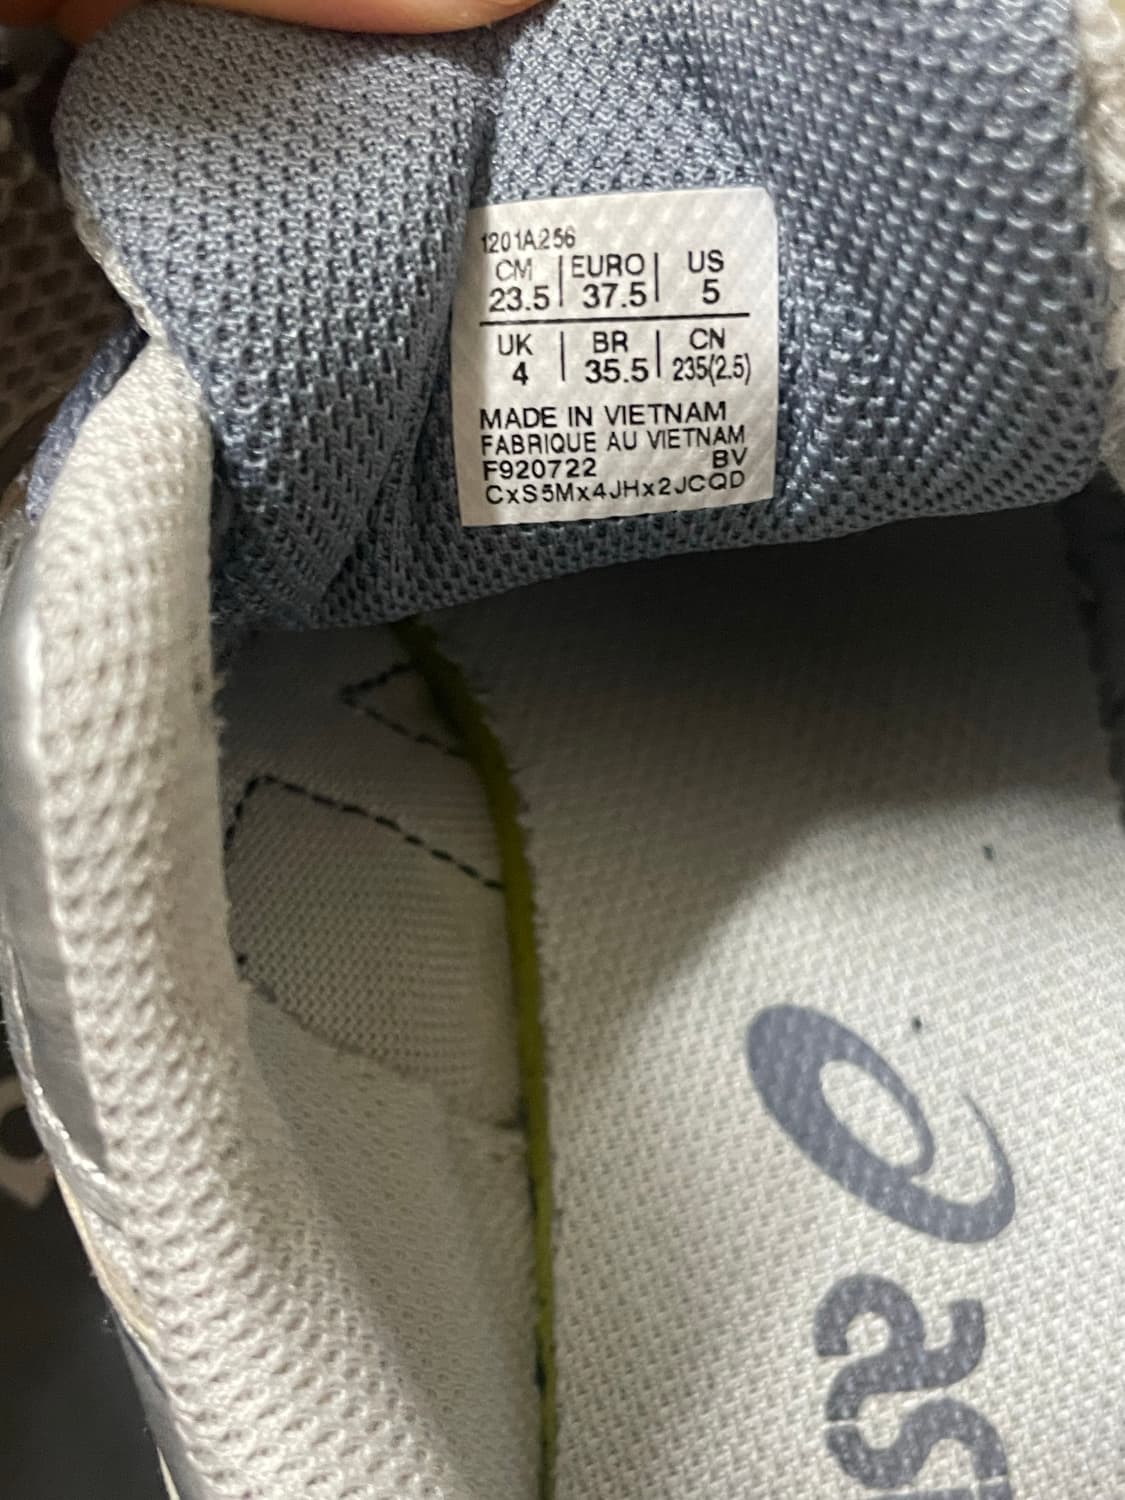 1201A256
CM | EURO | US
23.5 | 37.5 | 5
UK | BR | CN
4 | 35.5 | 235(2.5)
MADE IN VIETNAM
FABRIQUE AU VIETNAM
F920722 BV
CxS5Mx4JHx2JCQD
as